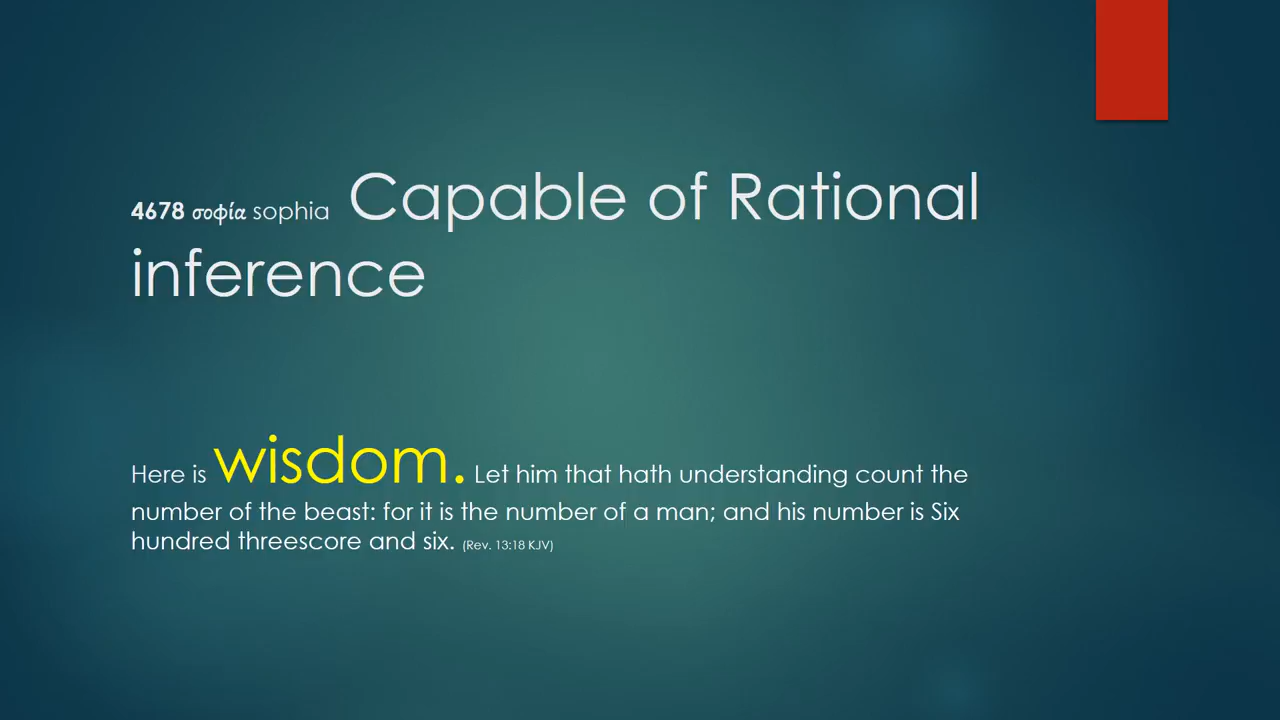 4678 σοφία sophia Capable of Rational
inference
Here is wisdom. Let him that hath understanding count the
number of the beast: for it is the number of a man; and his number is Six
hundred threescore and six. (Rev. 13:18 KJV)